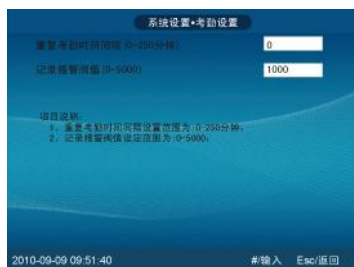 系统设置•考勤设置
重复考勤时间间隔(0-250分钟)
0
记录报警阀值(0-5000)
1000
项目说明:
1、重复考勤时间间隔设置范围为:0-250分钟;
2、记录报警阀值设定范围为:0-5000;
2010-09-09 09:51:40
#/输入 Esc/返回